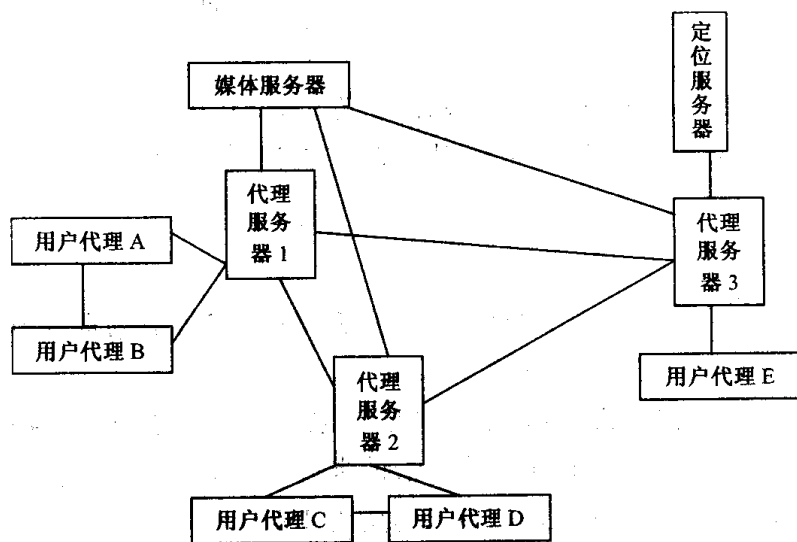 定
位
服
务
器
媒体服务器
代理
服务
器 1
代理
服务
器 3
用户代理 A
用户代理 B
代理
服务
器 2
用户代理 E
用户代理 C
用户代理 D